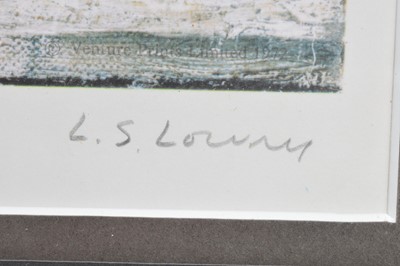 Venture Prints Limited
L. S. Lowry